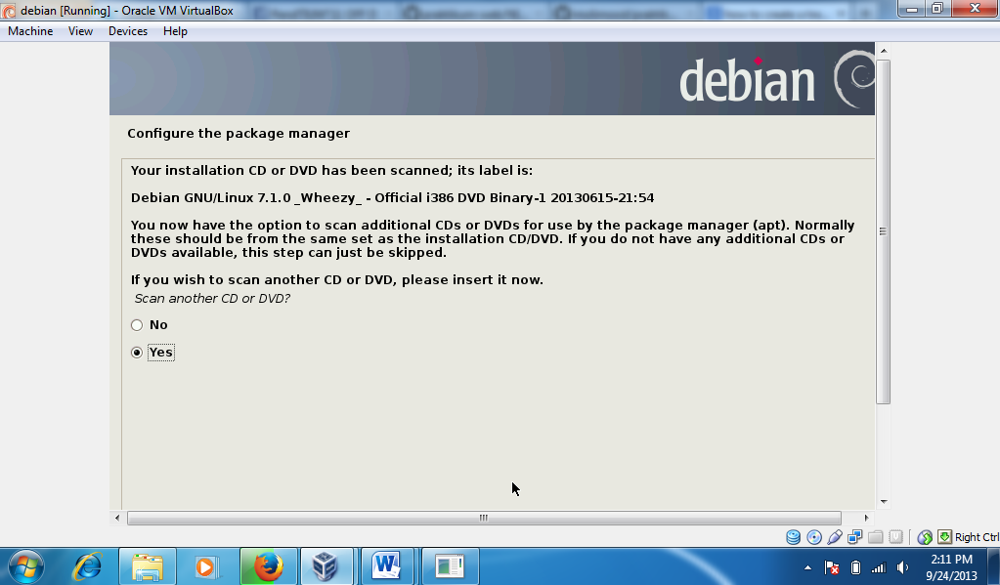 debian [Running] - Oracle VM VirtualBox
Machine View Devices Help
debian
Configure the package manager
Your installation CD or DVD has been scanned; its label is:
Debian GNU/Linux 7.1.0 _Wheezy_ - Official i386 DVD Binary-1 20130615-21:54
You now have the option to scan additional CDs or DVDs for use by the package manager (apt). Normally
these should be from the same set as the installation CD/DVD. If you do not have any additional CDs or
DVDs available, this step can just be skipped.
If you wish to scan another CD or DVD, please insert it now.
Scan another CD or DVD?
No
Yes
Right Ctrl
2:11 PM
9/24/2013